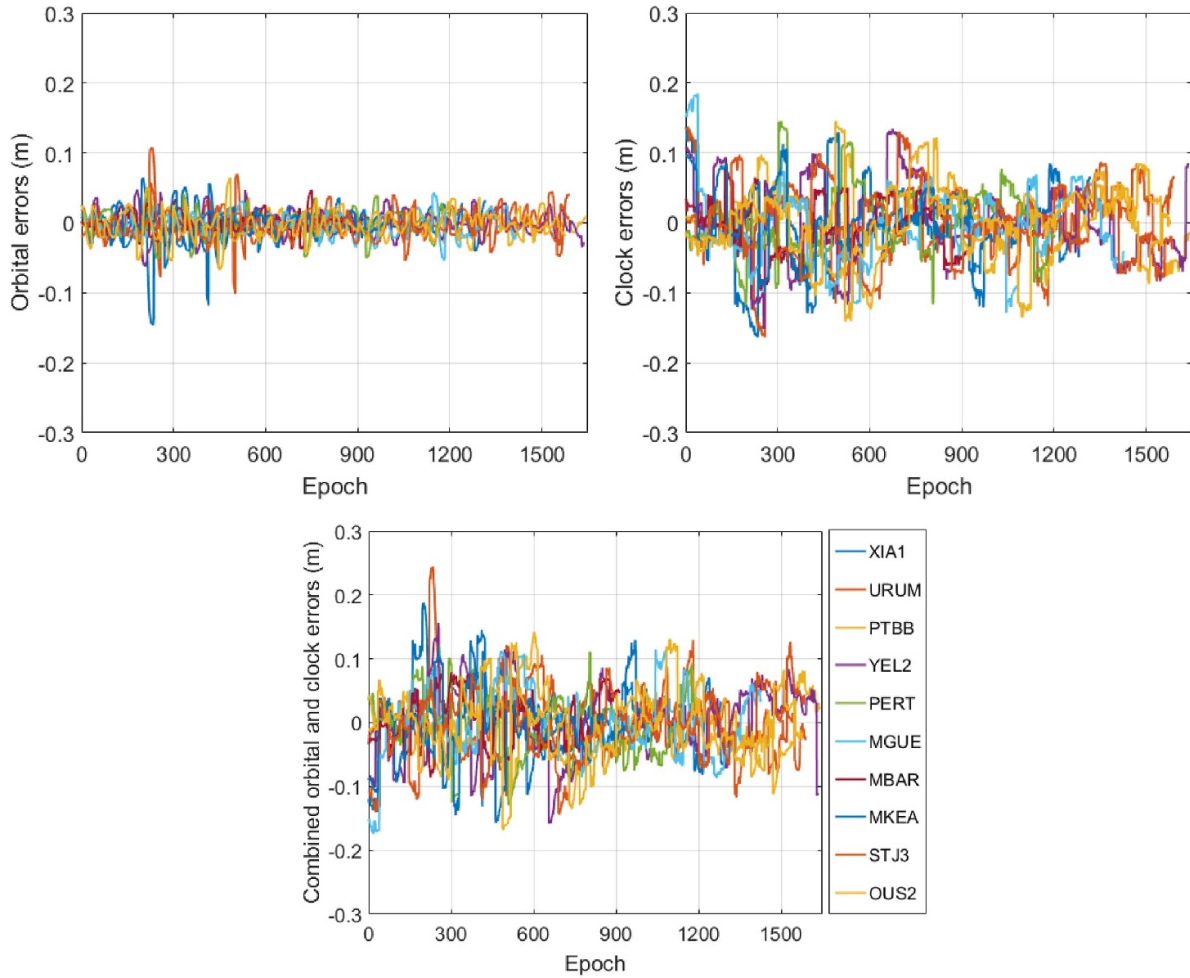 0.3
0.2
0.1
0
-0.1
-0.2
-0.3
Orbital errors (m)
0 300 600 900 1200 1500
Epoch
0.3
0.2
0.1
0
-0.1
-0.2
-0.3
Clock errors (m)
0 300 600 900 1200 1500
Epoch
0.3
0.2
0.1
0
-0.1
-0.2
-0.3
Combined orbital and clock errors (m)
0 300 600 900 1200 1500
Epoch
XIA1
URUM
PTBB
YEL2
PERT
MGUE
MBAR
MKEA
STJ3
OUS2